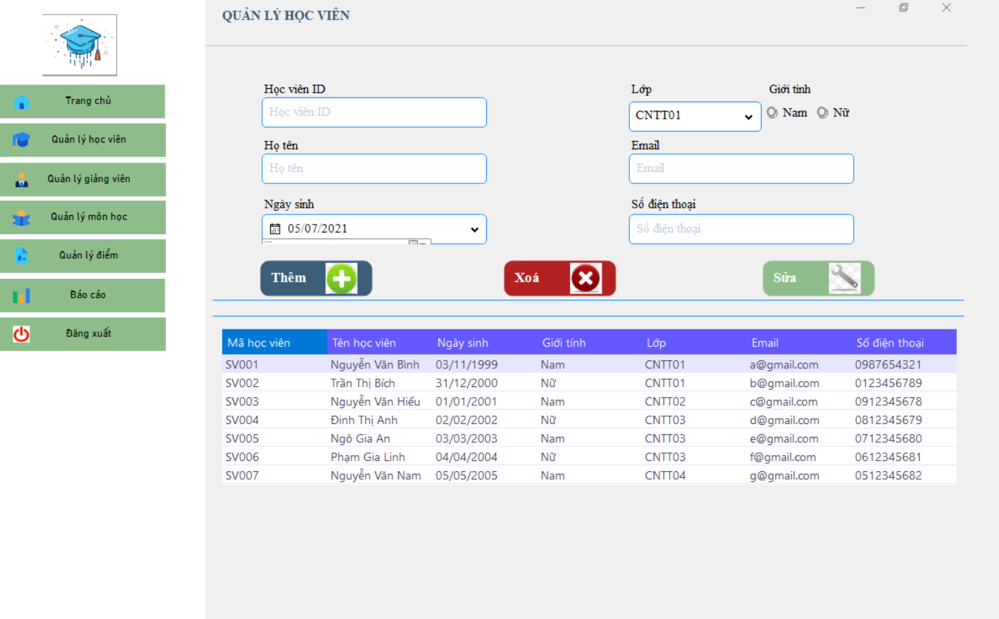 QUẢN LÝ HỌC VIÊN
Trang chủ
Quản lý học viên
Quản lý giảng viên
Quản lý môn học
Quản lý điểm
Báo cáo
Đăng xuất
Học viên ID
Lớp
Giới tính
Học viên ID
CNTT01
Nam
Nữ
Họ tên
Email
Họ tên
Email
Ngày sinh
Số điện thoại
05/07/2021
Số điện thoại
Thêm
Xoá
Sửa
Mã học viên Tên học viên Ngày sinh Giới tính Lớp Email Số điện thoại
SV001 Nguyễn Văn Bình 03/11/1999 Nam CNTT01 a@gmail.com 0987654321
SV002 Trần Thị Bích 31/12/2000 Nữ CNTT01 b@gmail.com 0123456789
SV003 Nguyễn Văn Hiếu 01/01/2001 Nam CNTT02 c@gmail.com 0912345678
SV004 Đinh Thị Anh 02/02/2002 Nữ CNTT03 d@gmail.com 0812345679
SV005 Ngô Gia An 03/03/2003 Nam CNTT03 e@gmail.com 0712345680
SV006 Phạm Gia Linh 04/04/2004 Nữ CNTT03 f@gmail.com 0612345681
SV007 Nguyễn Văn Nam 05/05/2005 Nam CNTT04 g@gmail.com 0512345682